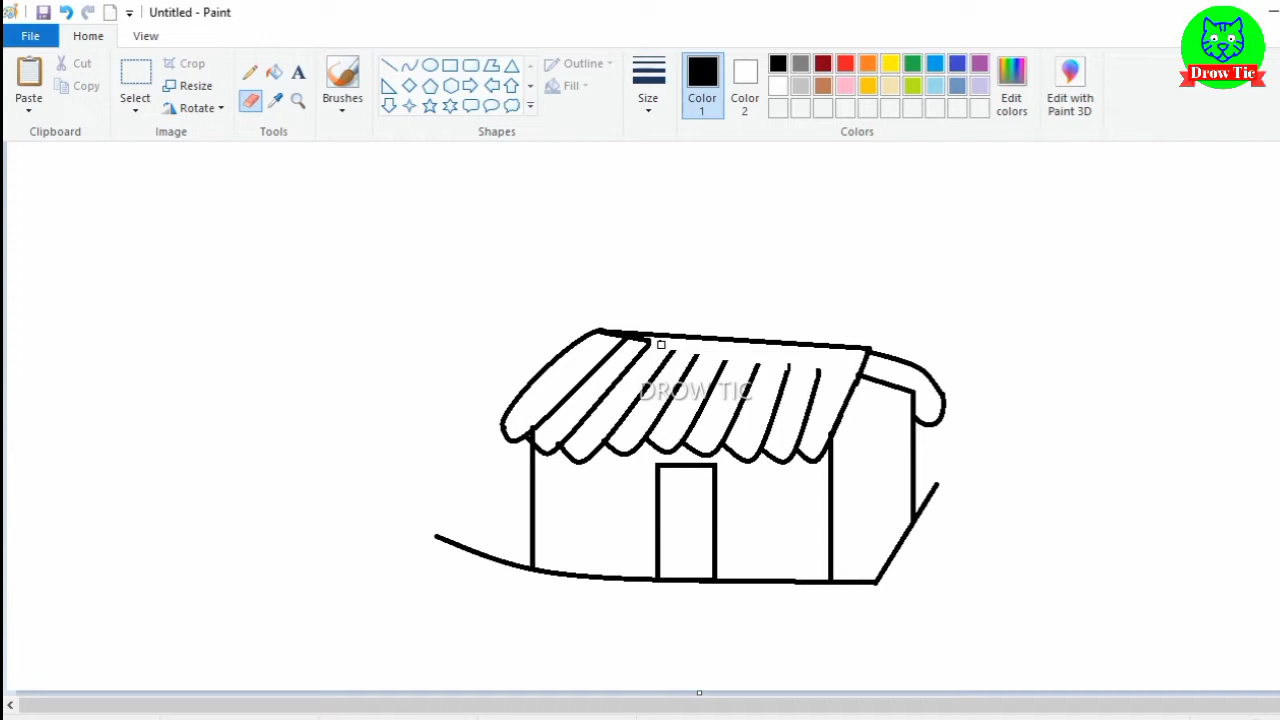 Untitled - Paint
File
Home
View
Paste
Cut
Copy
Clipboard
Select
Crop
Resize
Rotate
Image
A
Tools
Brushes
Shapes
Outline
Fill
Size
Color
1
Color
2
Colors
Edit
colors
Edit with
Paint 3D
Drow Tic
DROW TIC